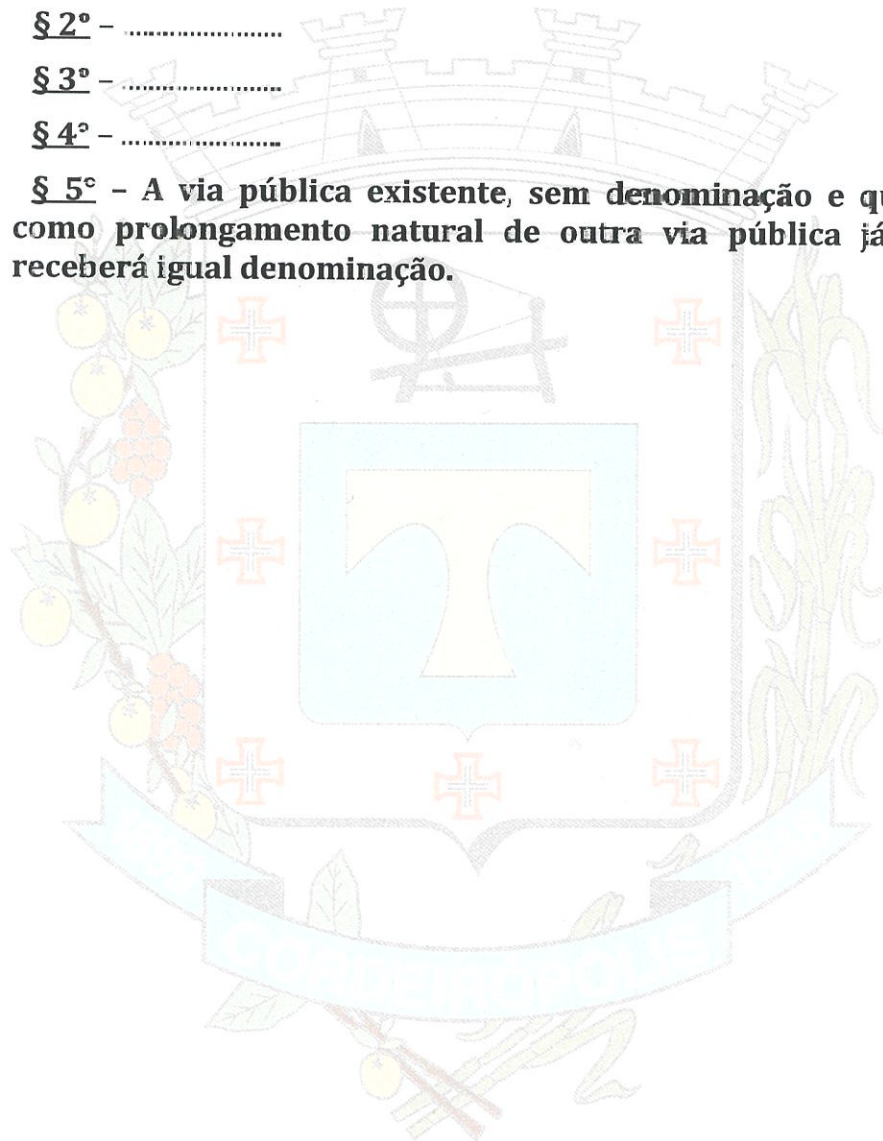 § 2º – ........................
§ 3º – ........................
§ 4º – ........................
§ 5º – A via pública existente, sem denominação e
como prolongamento natural de outra via pública já
receberá igual denominação.
CORDEIRÓPOLIS